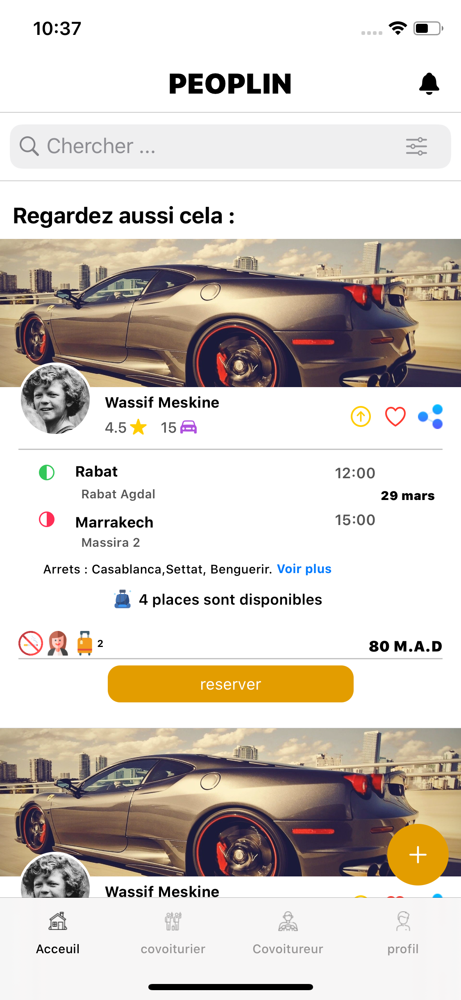 10:37
PEOPLIN
Chercher ...
Regardez aussi cela :
Wassif Meskine
4.5 15
Rabat 12:00
Rabat Agdal
29 mars
Marrakech 15:00
Massira 2
Arrets : Casablanca,Settat, Benguerir. Voir plus
4 places sont disponibles
2 80 M.A.D
reserver
Wassif Meskine
Acceuil covoiturier Covoitureur profil